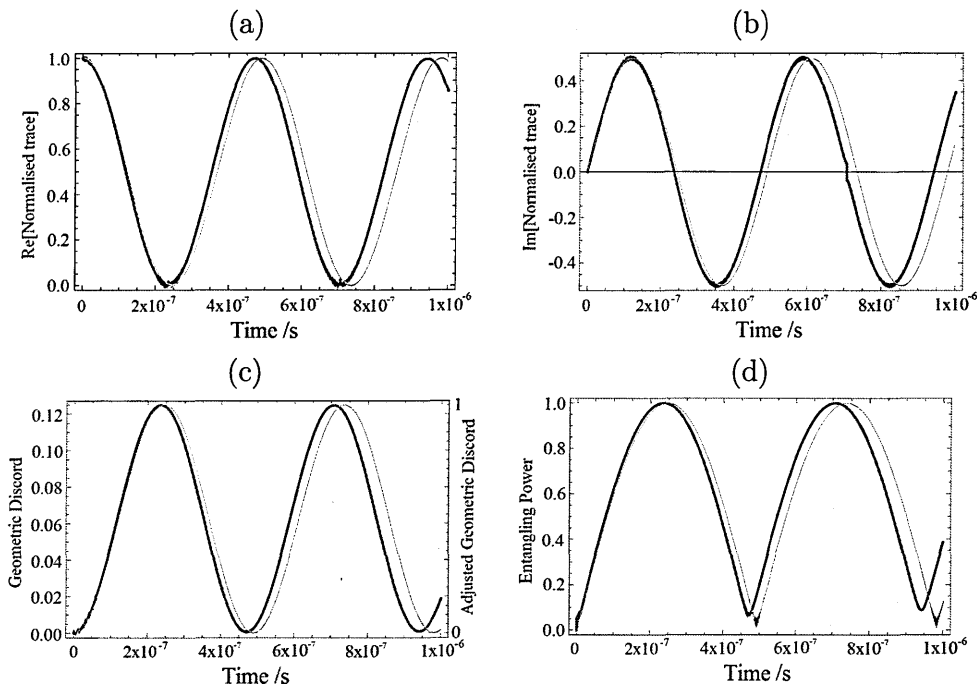 (a)
Re[Normalised trace]
1.0
0.8
0.6
0.4
0.2
0.0
0 2x10⁻⁷ 4x10⁻⁷ 6x10⁻⁷ 8x10⁻⁷ 1x10⁻⁶
Time /s
(b)
Im[Normalised trace]
0.4
0.2
0.0
-0.2
-0.4
0 2x10⁻⁷ 4x10⁻⁷ 6x10⁻⁷ 8x10⁻⁷ 1x10⁻⁶
Time /s
(c)
Geometric Discord
0.12
0.10
0.08
0.06
0.04
0.02
0.00
1
0
Adjusted Geometric Discord
0 2x10⁻⁷ 4x10⁻⁷ 6x10⁻⁷ 8x10⁻⁷ 1x10⁻⁶
Time /s
(d)
Entangling Power
1.0
0.8
0.6
0.4
0.2
0.0
0 2x10⁻⁷ 4x10⁻⁷ 6x10⁻⁷ 8x10⁻⁷ 1x10⁻⁶
Time /s